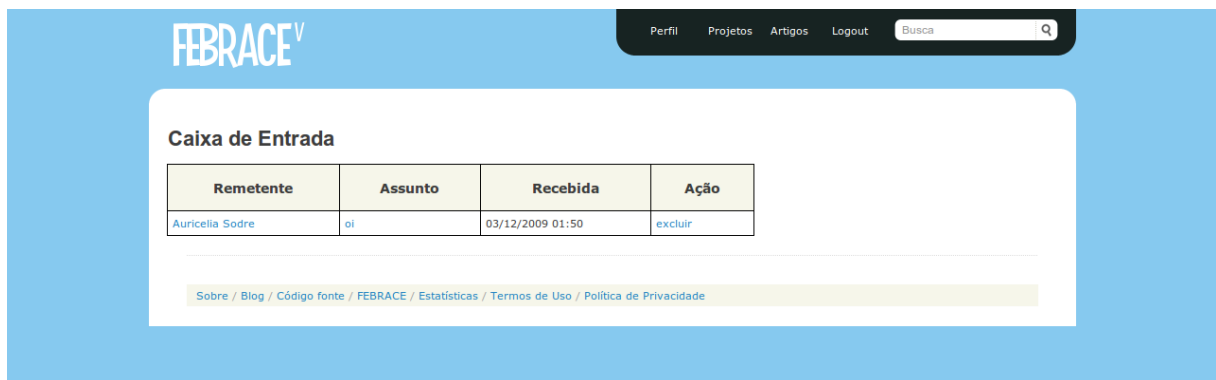 FEBRACE V
Perfil Projetos Artigos Logout Busca
Caixa de Entrada
Remetente Assunto Recebida Ação
Auricelia Sodre oi 03/12/2009 01:50 excluir
Sobre / Blog / Código fonte / FEBRACE / Estatísticas / Termos de Uso / Política de Privacidade